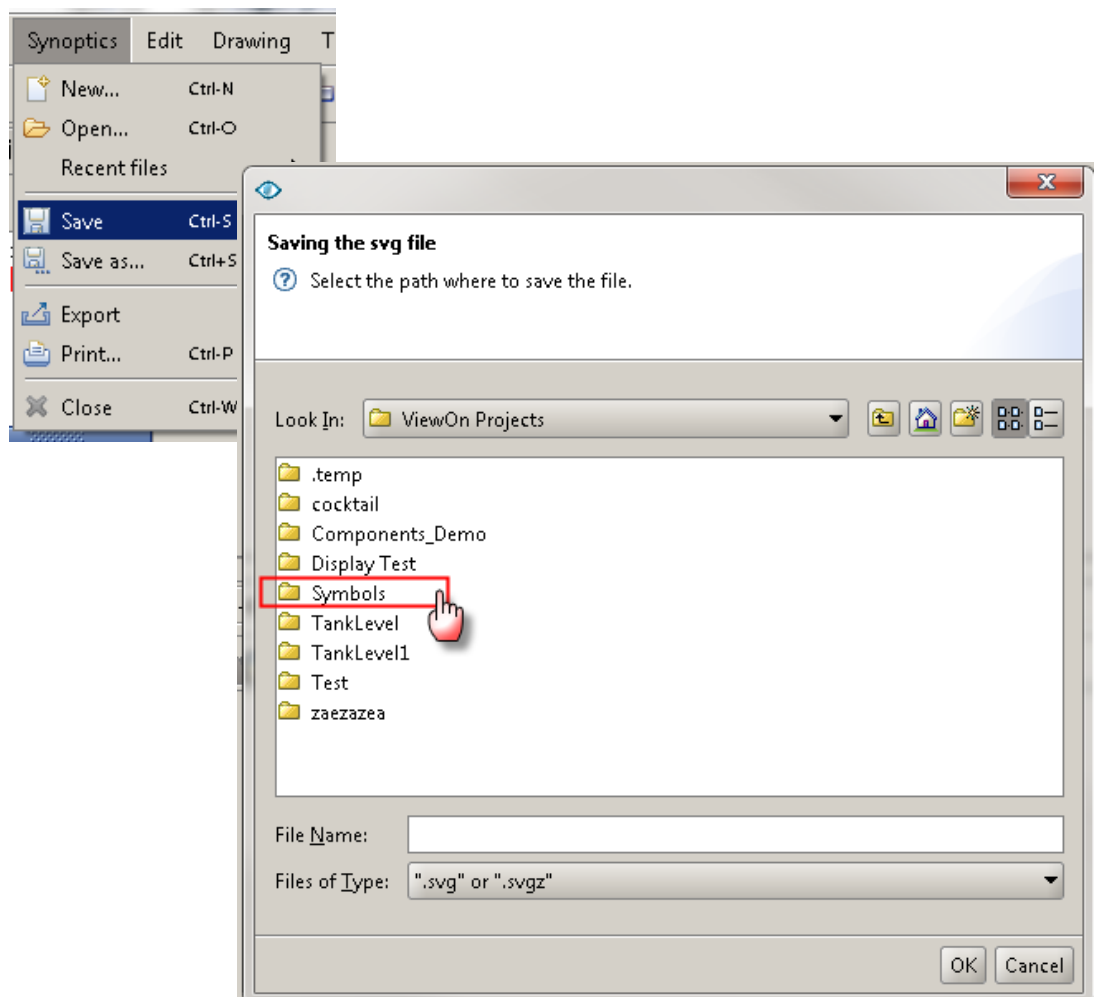 Synoptics Edit Drawing T
New... Ctrl-N
Open... Ctrl-O
Recent files
Save Ctrl-S
Save as... Ctrl+S
Export
Print... Ctrl-P
Close Ctrl-W
Saving the svg file
Select the path where to save the file.
Look In: ViewOn Projects
.temp
cocktail
Components_Demo
Display Test
Symbols
TankLevel
TankLevel1
Test
zaezazea
File Name:
Files of Type: ".svg" or ".svgz"
OK Cancel